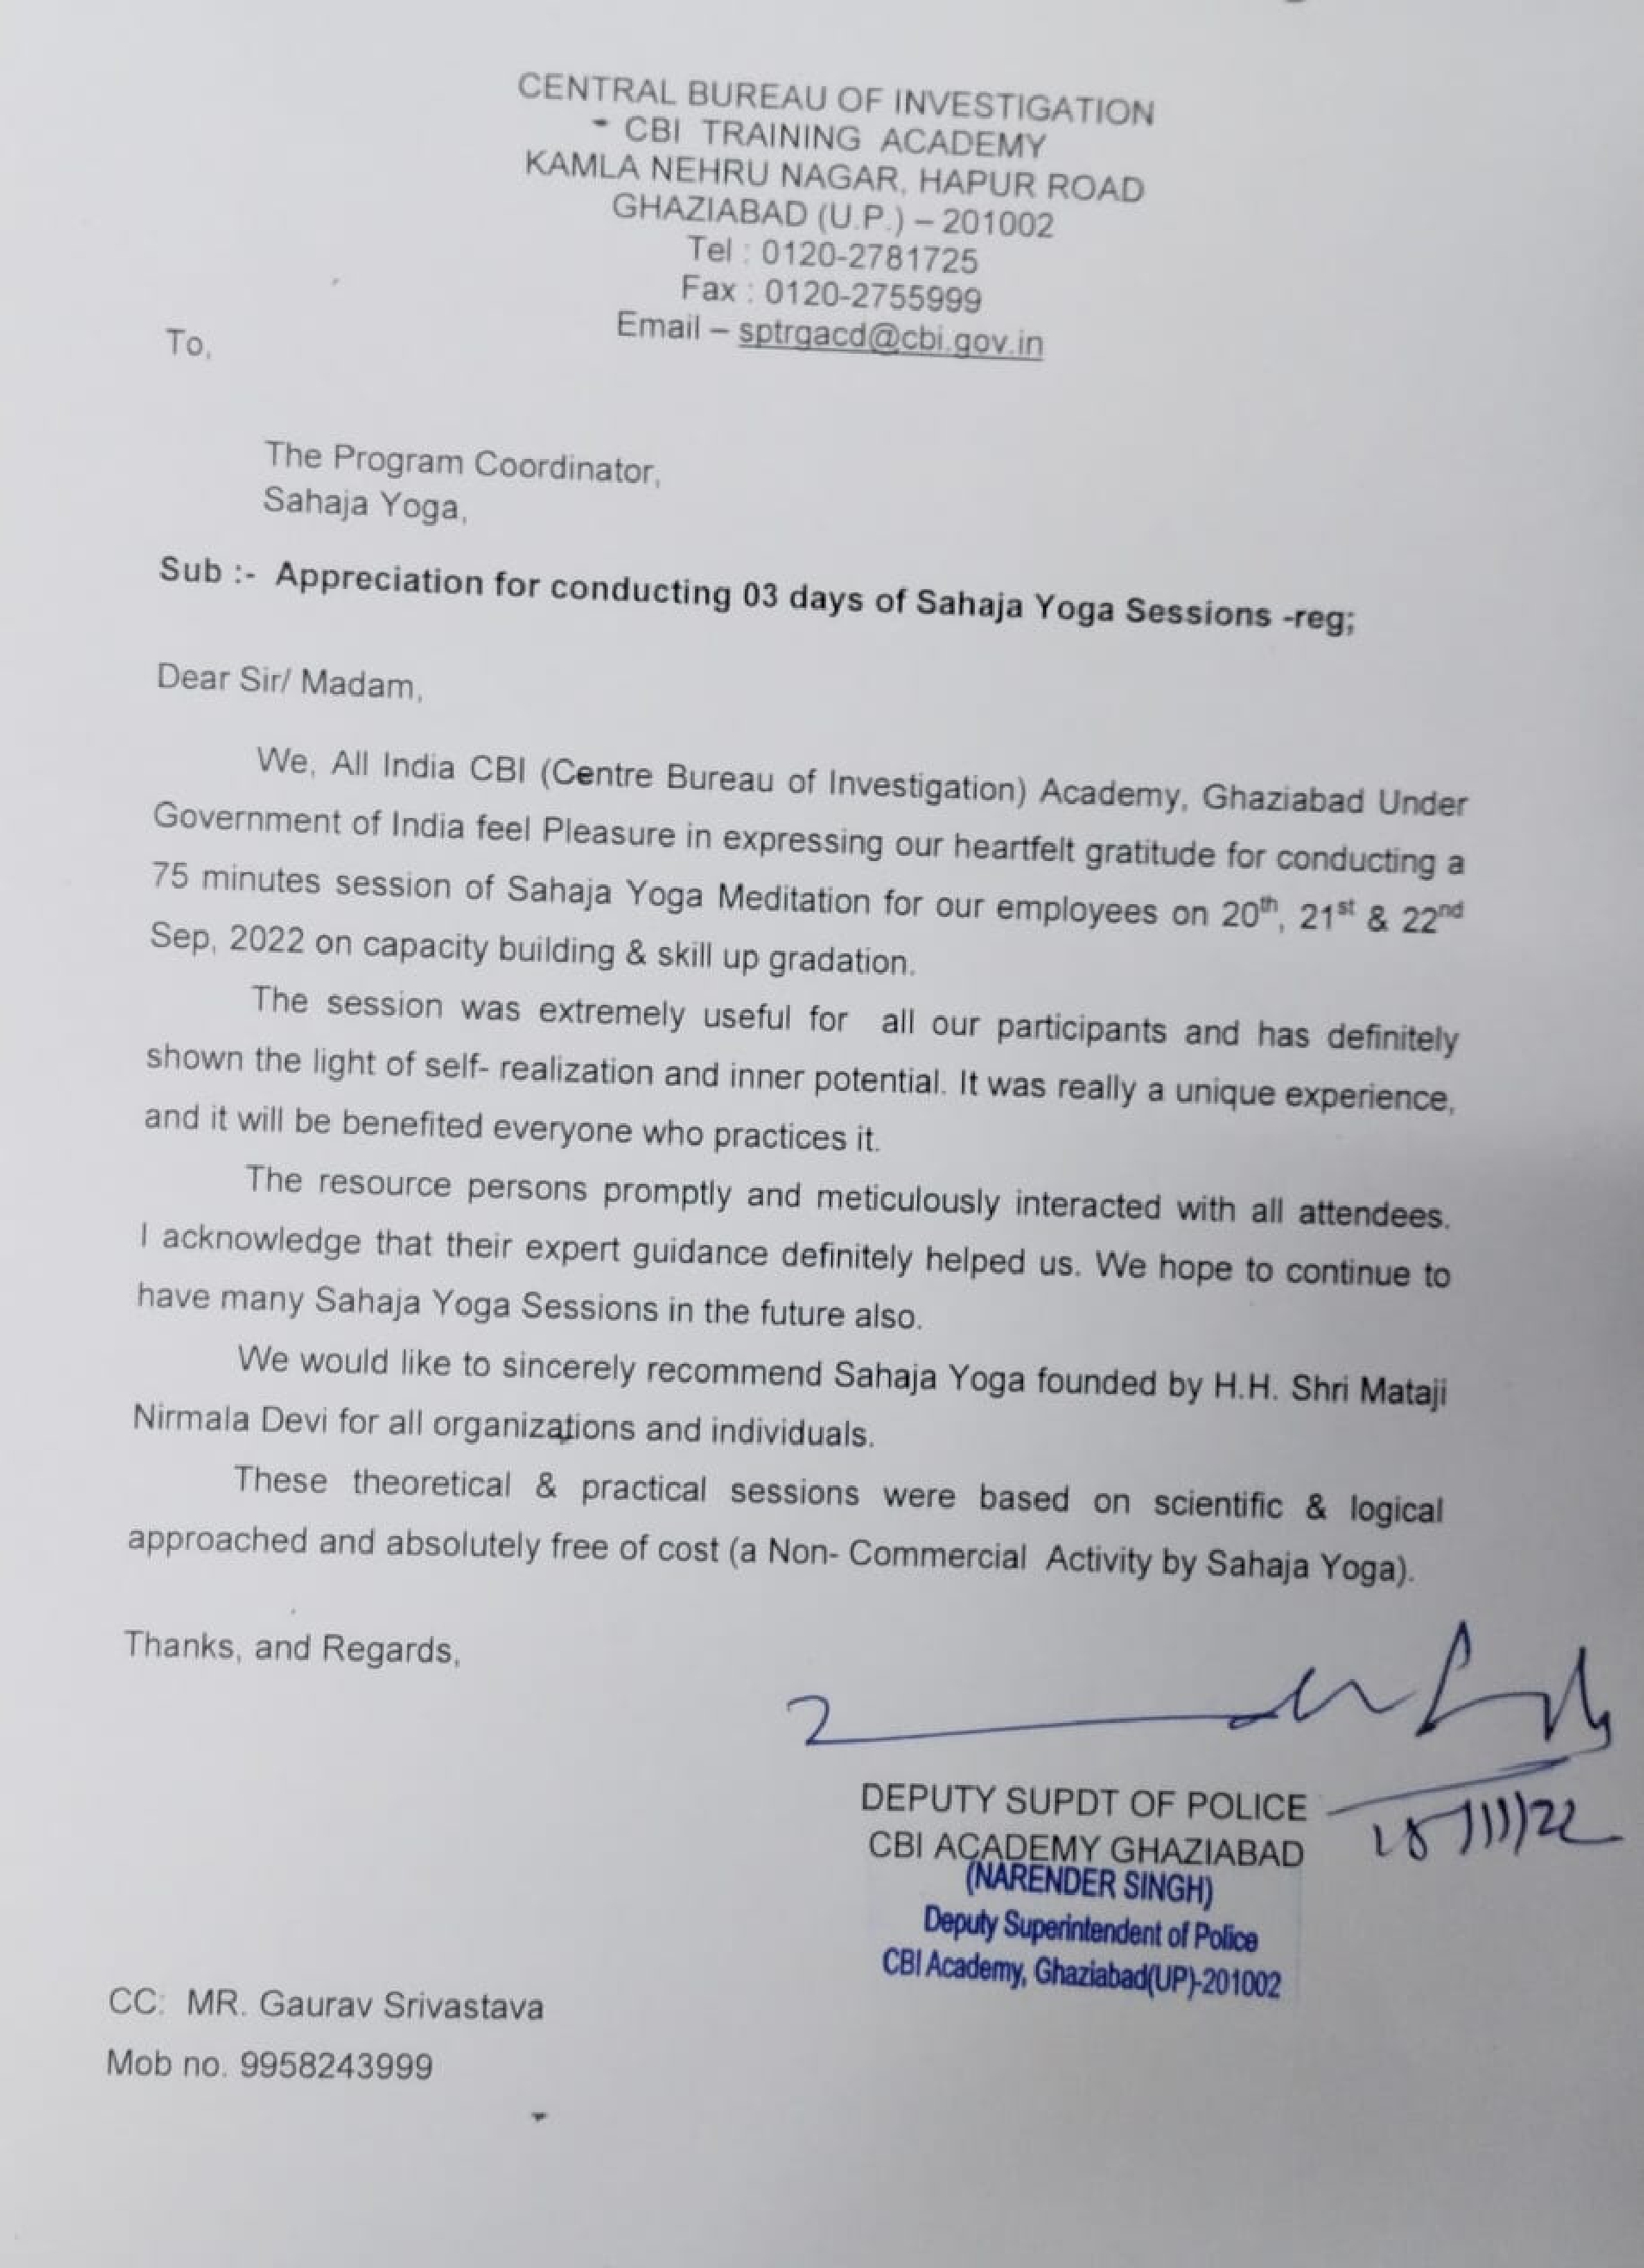 CENTRAL BUREAU OF INVESTIGATION
CBI TRAINING ACADEMY
KAMLA NEHRU NAGAR, HAPUR ROAD
GHAZIABAD (U.P.) – 201002
Tel : 0120-2781725
Fax : 0120-2755999
Email – sptrgacd@cbi.gov.in
To,
The Program Coordinator,
Sahaja Yoga,
Sub :- Appreciation for conducting 03 days of Sahaja Yoga Sessions -reg;
Dear Sir/ Madam,
We, All India CBI (Centre Bureau of Investigation) Academy, Ghaziabad Under
Government of India feel Pleasure in expressing our heartfelt gratitude for conducting a
75 minutes session of Sahaja Yoga Meditation for our employees on 20th, 21st & 22nd
Sep, 2022 on capacity building & skill up gradation.
The session was extremely useful for all our participants and has definitely
shown the light of self- realization and inner potential. It was really a unique experience,
and it will be benefited everyone who practices it.
The resource persons promptly and meticulously interacted with all attendees.
I acknowledge that their expert guidance definitely helped us. We hope to continue to
have many Sahaja Yoga Sessions in the future also.
We would like to sincerely recommend Sahaja Yoga founded by H.H. Shri Mataji
Nirmala Devi for all organizations and individuals.
These theoretical & practical sessions were based on scientific & logical
approached and absolutely free of cost (a Non- Commercial Activity by Sahaja Yoga).
Thanks, and Regards,
DEPUTY SUPDT OF POLICE
CBI ACADEMY GHAZIABAD
(NARENDER SINGH)
Deputy Superintendent of Police
CBI Academy, Ghaziabad(UP)-201002
CC: MR. Gaurav Srivastava
Mob no. 9958243999